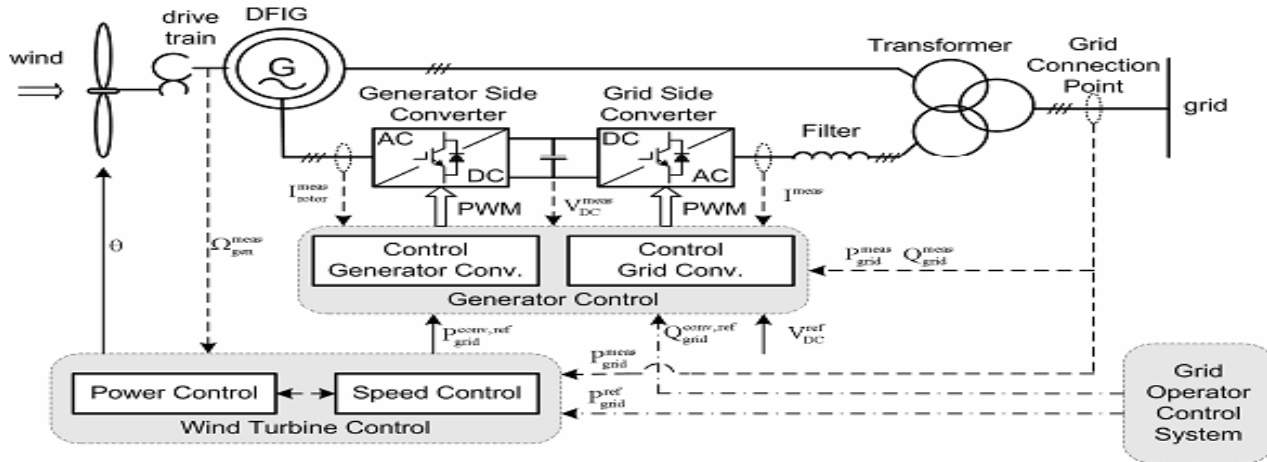 drive
train
DFIG
wind
G
Transformer
Grid
Connection
Point
grid
Generator Side
Converter
Grid Side
Converter
Filter
AC
DC
DC
AC
I_rotor^meas
PWM
V_DC^meas
PWM
I^meas
θ
Ω_gen^meas
Control
Generator Conv.
Control
Grid Conv.
Generator Control
P_grid^meas Q_grid^meas
P_grid^conv,ref
Q_grid^conv,ref
V_DC^ref
P_grid^meas
P_grid^ref
Power Control
Speed Control
Wind Turbine Control
Grid
Operator
Control
System